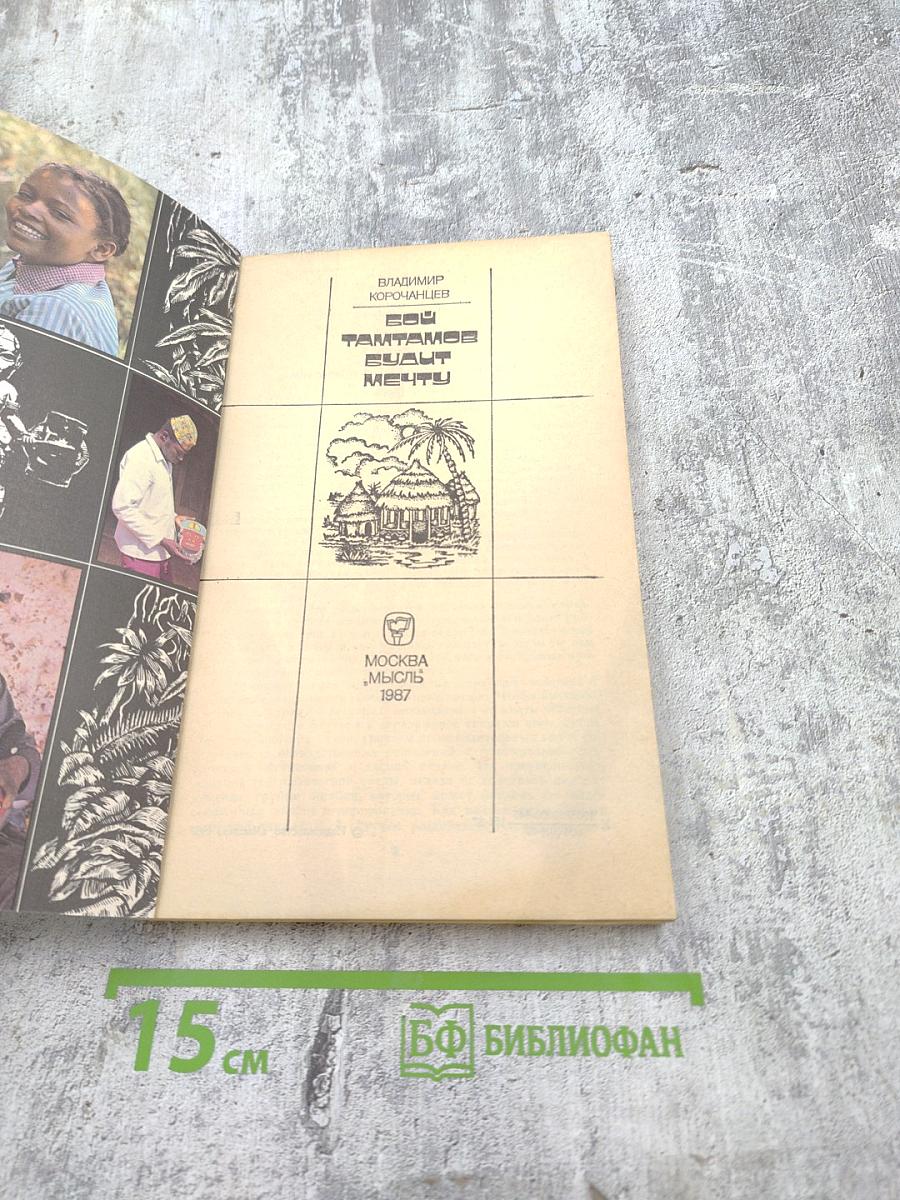 ВЛАДИМИР
КОРОЧАНЦЕВ
БОЙ
ТАМТАМОВ
БУДИТ
МЕЧТУ
МОСКВА
„МЫСЛЬ“
1987
15 см
БФ БИБЛИОФАН